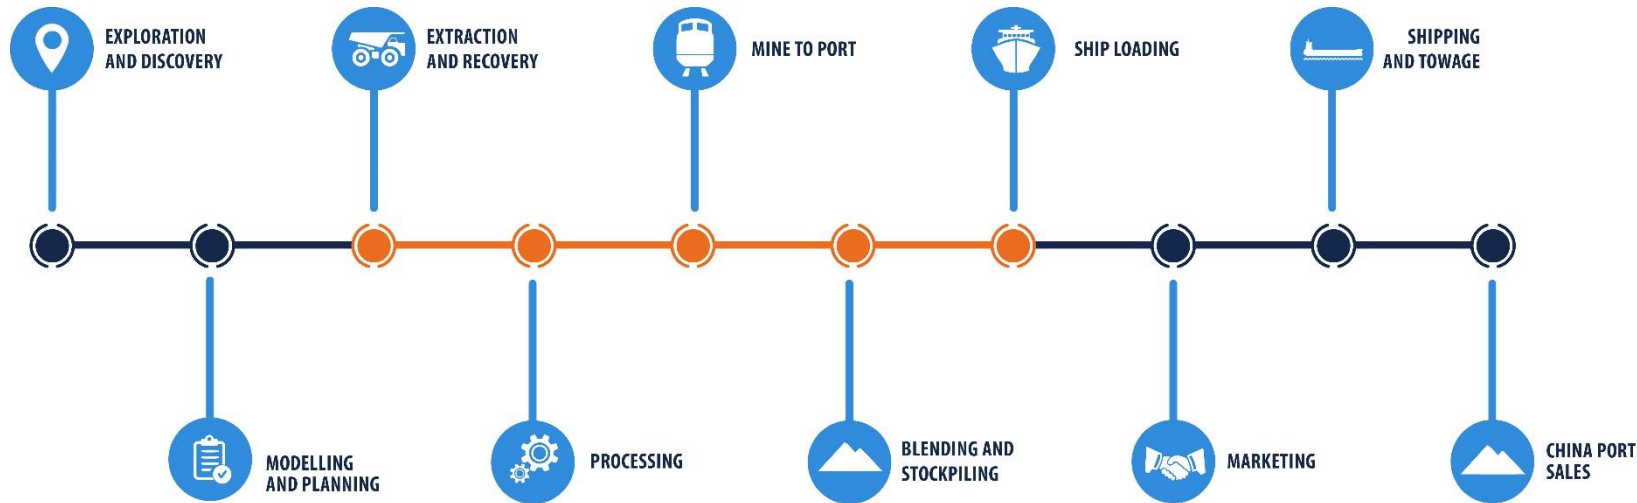 EXPLORATION
AND DISCOVERY
EXTRACTION
AND RECOVERY
MINE TO PORT
SHIP LOADING
SHIPPING
AND TOWAGE
MODELLING
AND PLANNING
PROCESSING
BLENDING AND
STOCKPILING
MARKETING
CHINA PORT
SALES